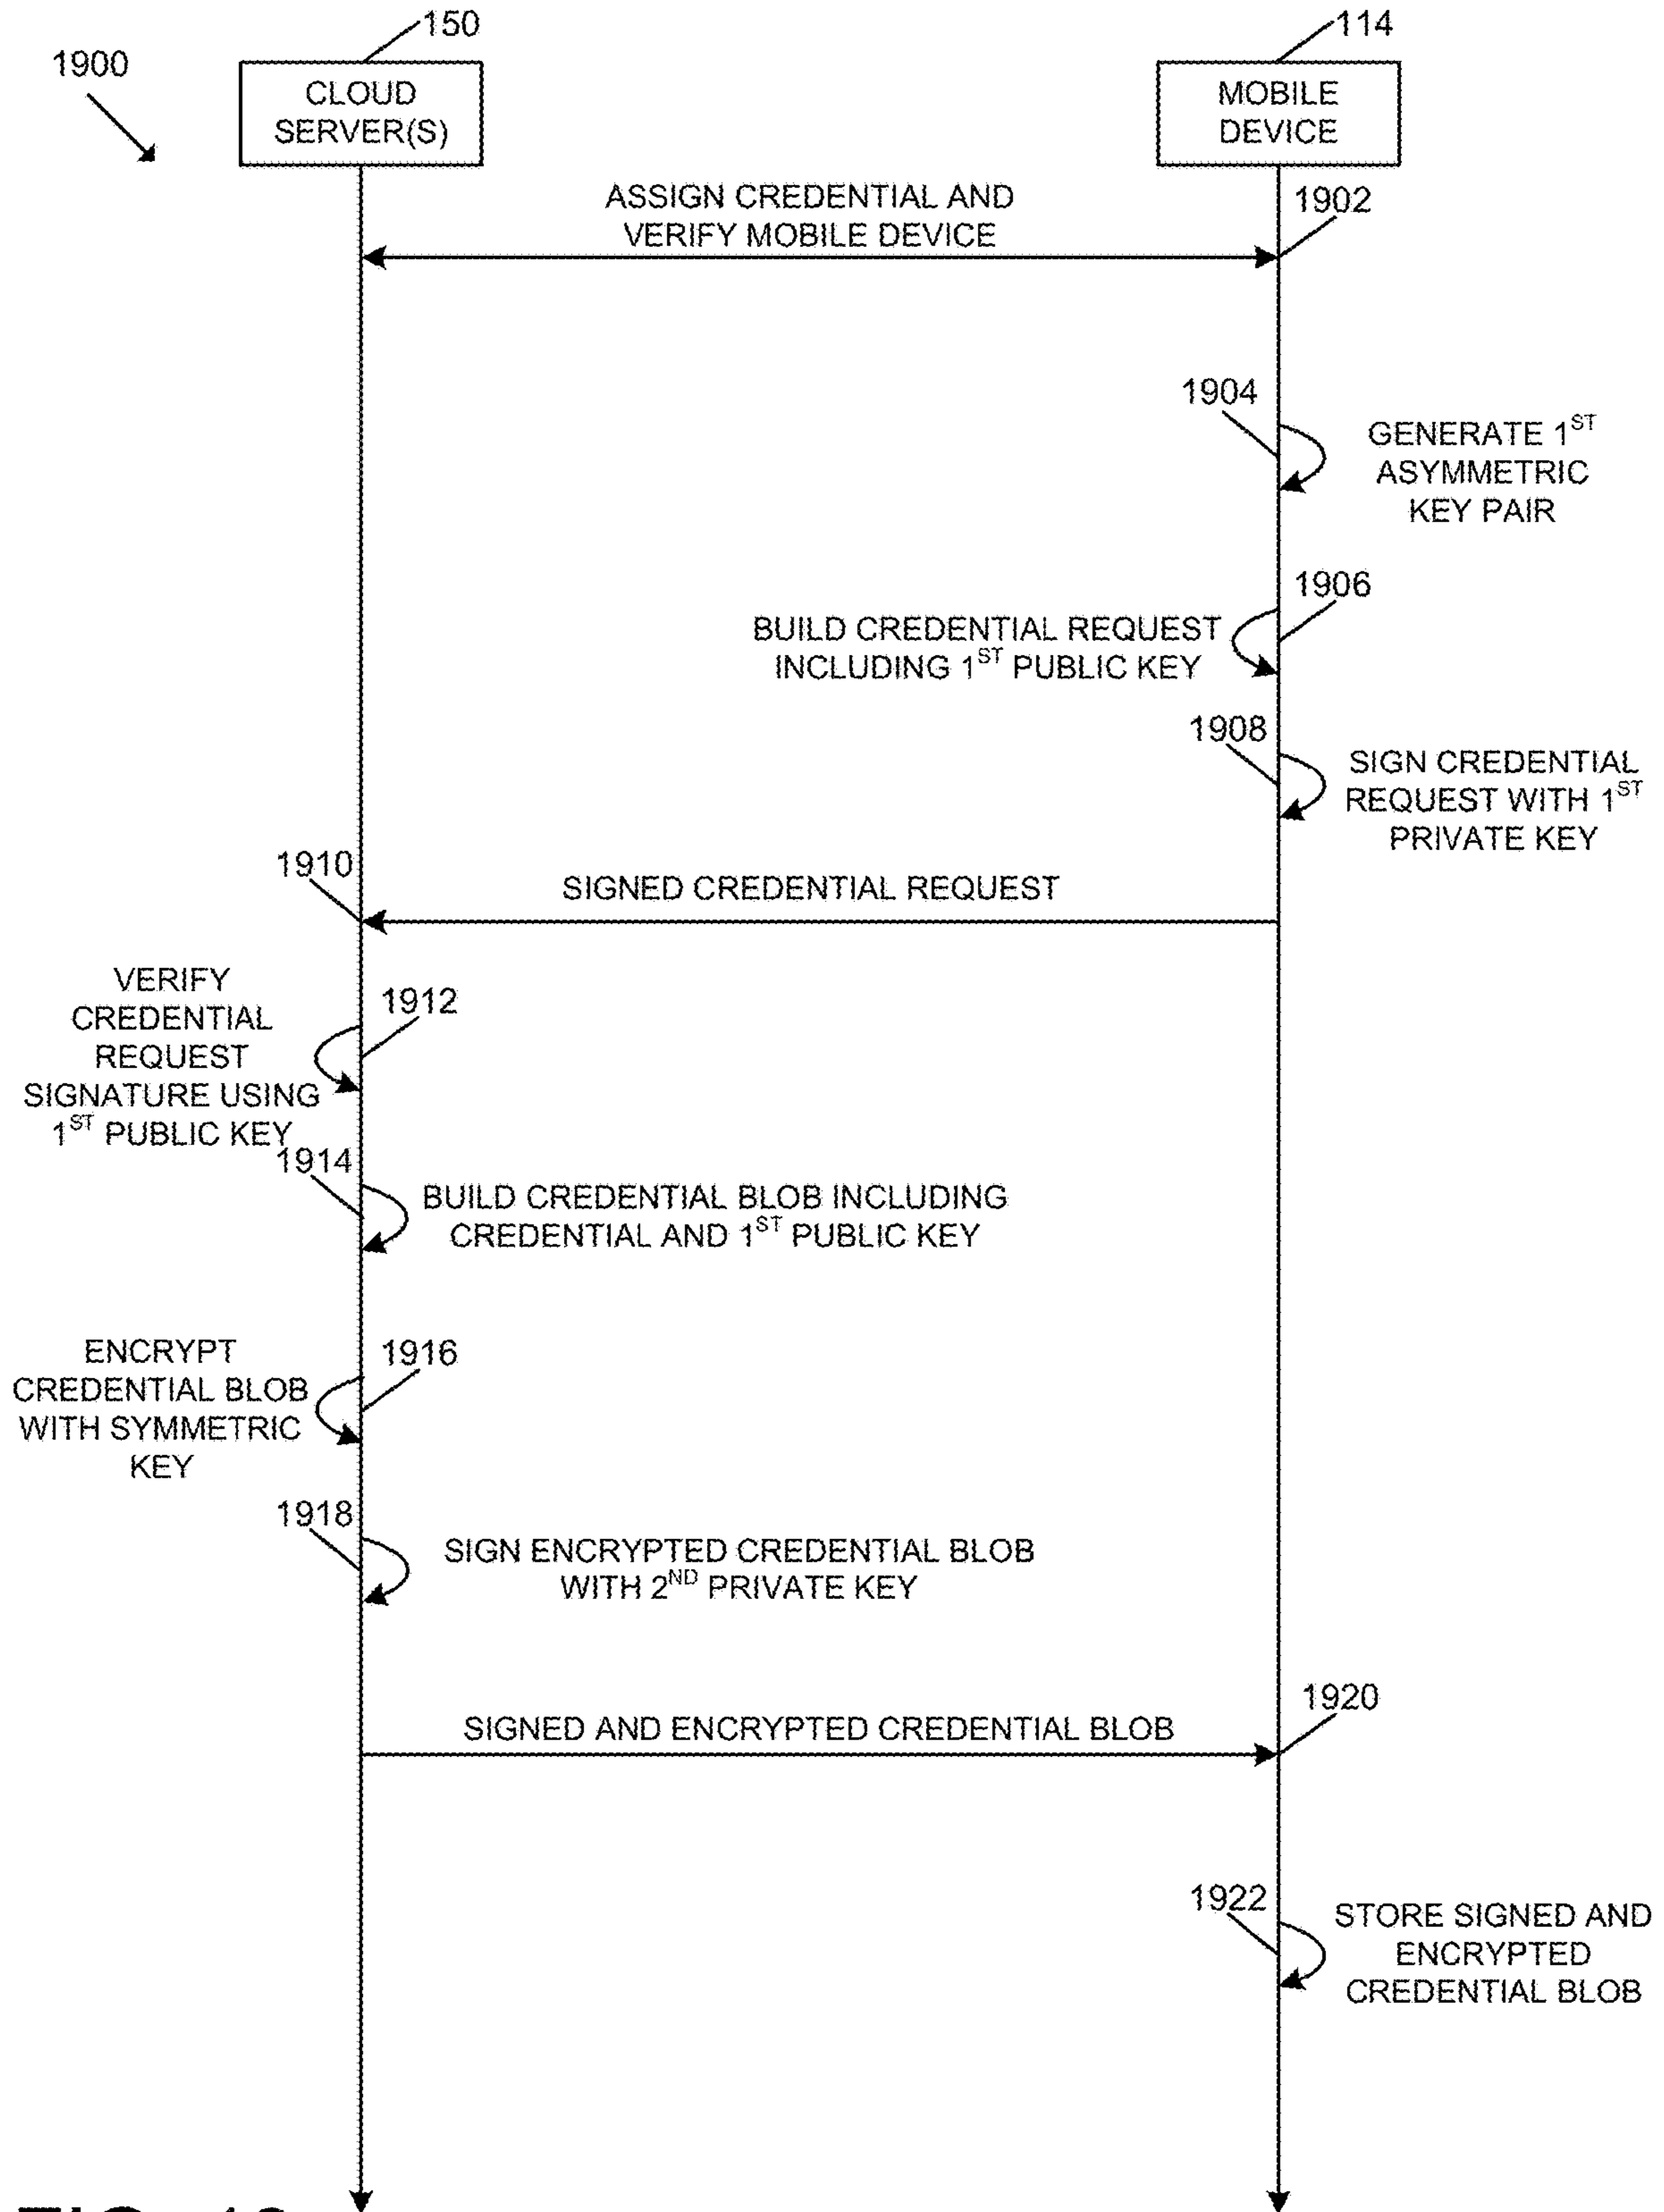 150
114
1900
CLOUD
SERVER(S)
MOBILE
DEVICE
ASSIGN CREDENTIAL AND
VERIFY MOBILE DEVICE
1902
1904
GENERATE 1ST
ASYMMETRIC
KEY PAIR
1906
BUILD CREDENTIAL REQUEST
INCLUDING 1ST PUBLIC KEY
1908
SIGN CREDENTIAL
REQUEST WITH 1ST
PRIVATE KEY
1910
SIGNED CREDENTIAL REQUEST
VERIFY
CREDENTIAL
REQUEST
SIGNATURE USING
1ST PUBLIC KEY
1912
1914
BUILD CREDENTIAL BLOB INCLUDING
CREDENTIAL AND 1ST PUBLIC KEY
ENCRYPT
CREDENTIAL BLOB
WITH SYMMETRIC
KEY
1916
1918
SIGN ENCRYPTED CREDENTIAL BLOB
WITH 2ND PRIVATE KEY
1920
SIGNED AND ENCRYPTED CREDENTIAL BLOB
1922
STORE SIGNED AND
ENCRYPTED
CREDENTIAL BLOB